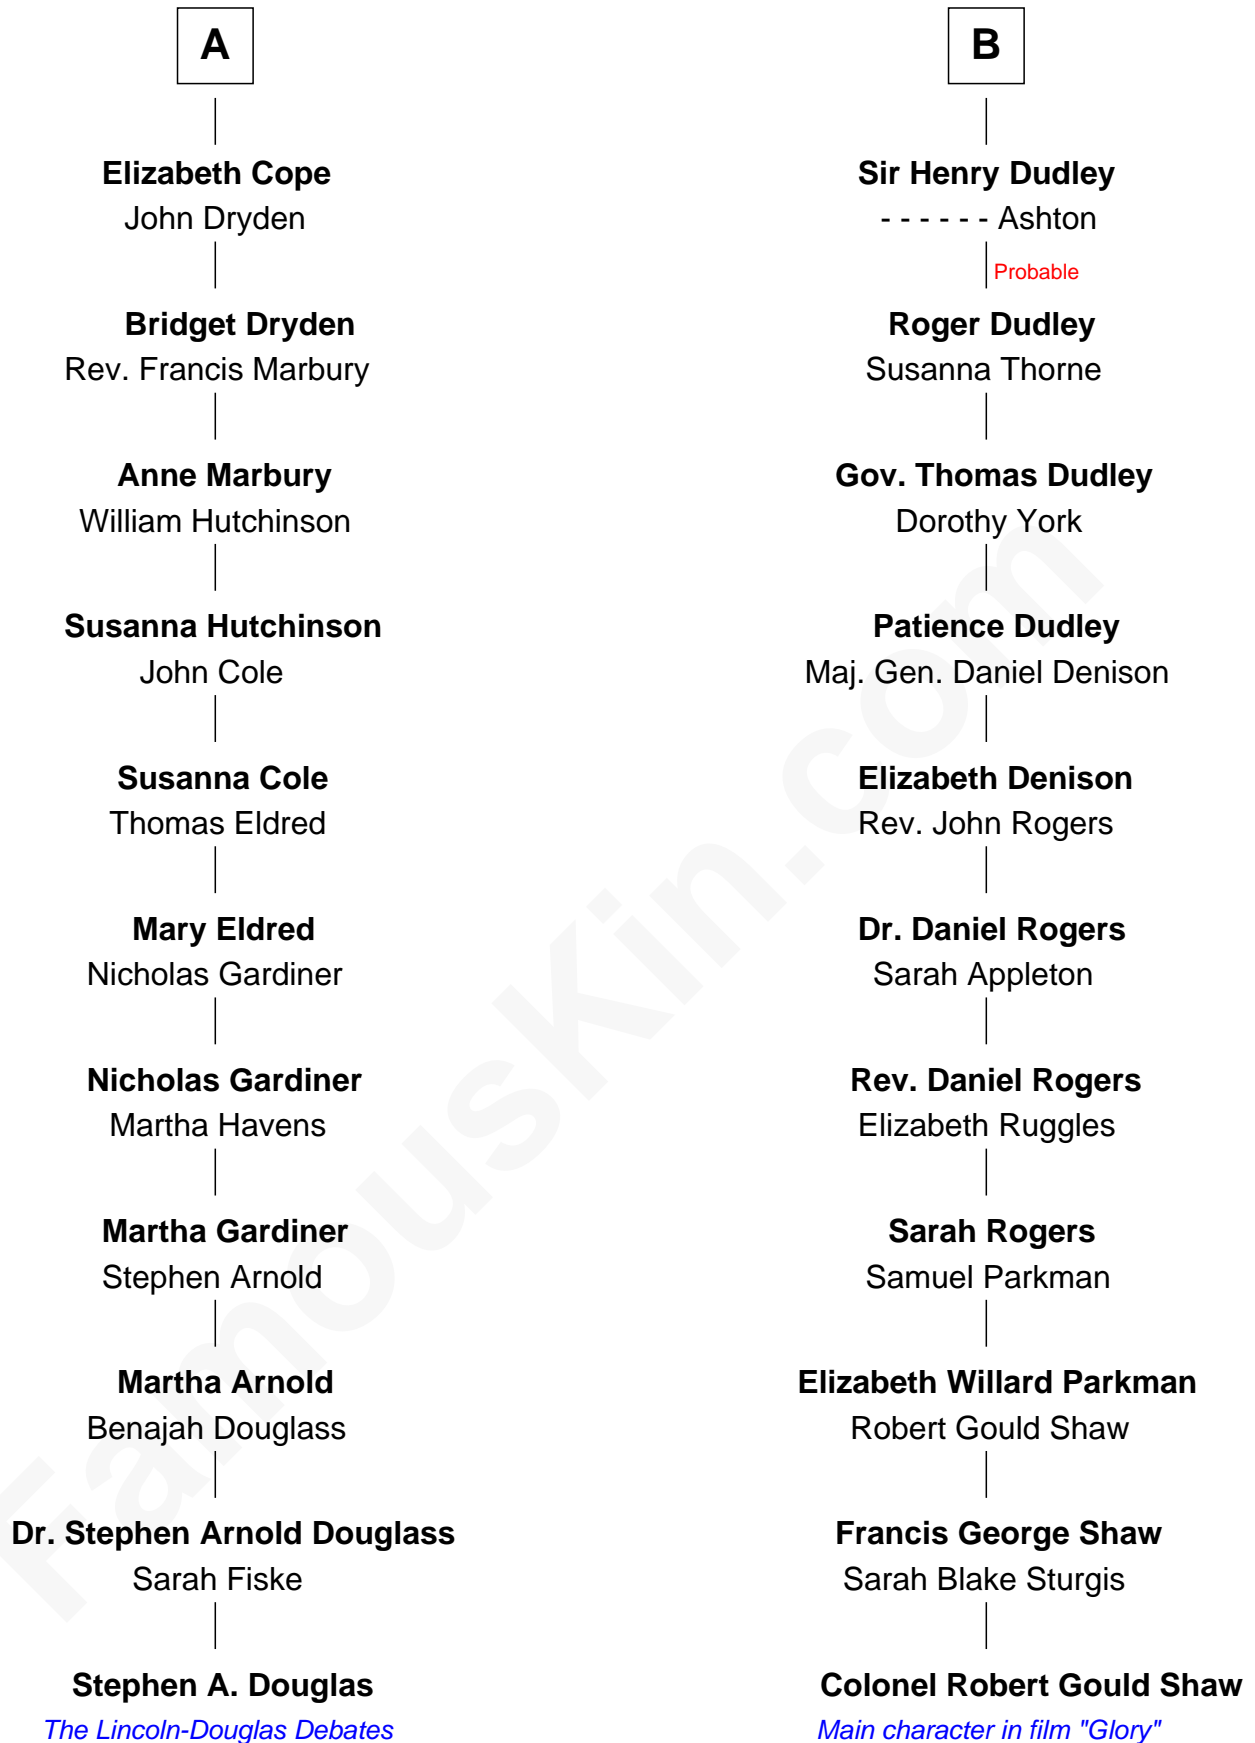 A
Elizabeth Cope
John Dryden
Bridget Dryden
Rev. Francis Marbury
Anne Marbury
William Hutchinson
Susanna Hutchinson
John Cole
Susanna Cole
Thomas Eldred
Mary Eldred
Nicholas Gardiner
Nicholas Gardiner
Martha Havens
Martha Gardiner
Stephen Arnold
Martha Arnold
Benajah Douglass
Dr. Stephen Arnold Douglass
Sarah Fiske
Stephen A. Douglas
The Lincoln-Douglas Debates
B
Sir Henry Dudley
- - - - - - Ashton
Probable
Roger Dudley
Susanna Thorne
Gov. Thomas Dudley
Dorothy York
Patience Dudley
Maj. Gen. Daniel Denison
Elizabeth Denison
Rev. John Rogers
Dr. Daniel Rogers
Sarah Appleton
Rev. Daniel Rogers
Elizabeth Ruggles
Sarah Rogers
Samuel Parkman
Elizabeth Willard Parkman
Robert Gould Shaw
Francis George Shaw
Sarah Blake Sturgis
Colonel Robert Gould Shaw
Main character in film "Glory"
FamousKin.com